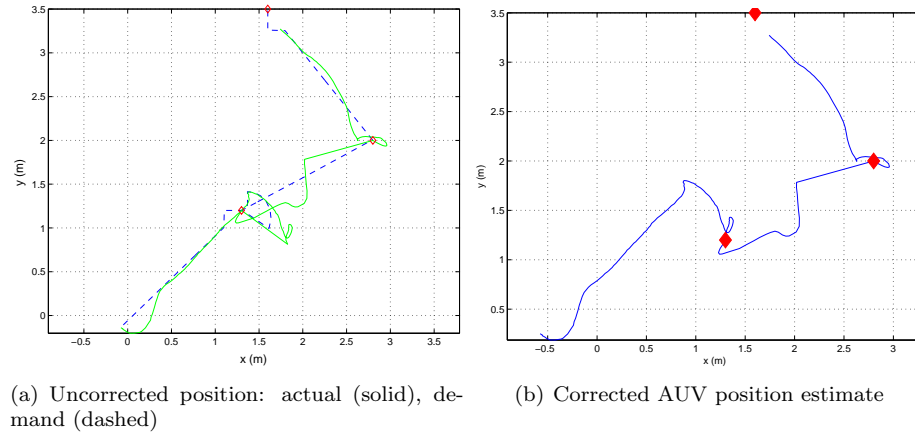 3.5
3
2.5
2
1.5
1
0.5
0
y (m)
−0.5 0 0.5 1 1.5 2 2.5 3 3.5
x (m)
3.5
3
2.5
2
1.5
1
0.5
y (m)
−0.5 0 0.5 1 1.5 2 2.5 3
x (m)
(a) Uncorrected position: actual (solid), de-
mand (dashed)
(b) Corrected AUV position estimate